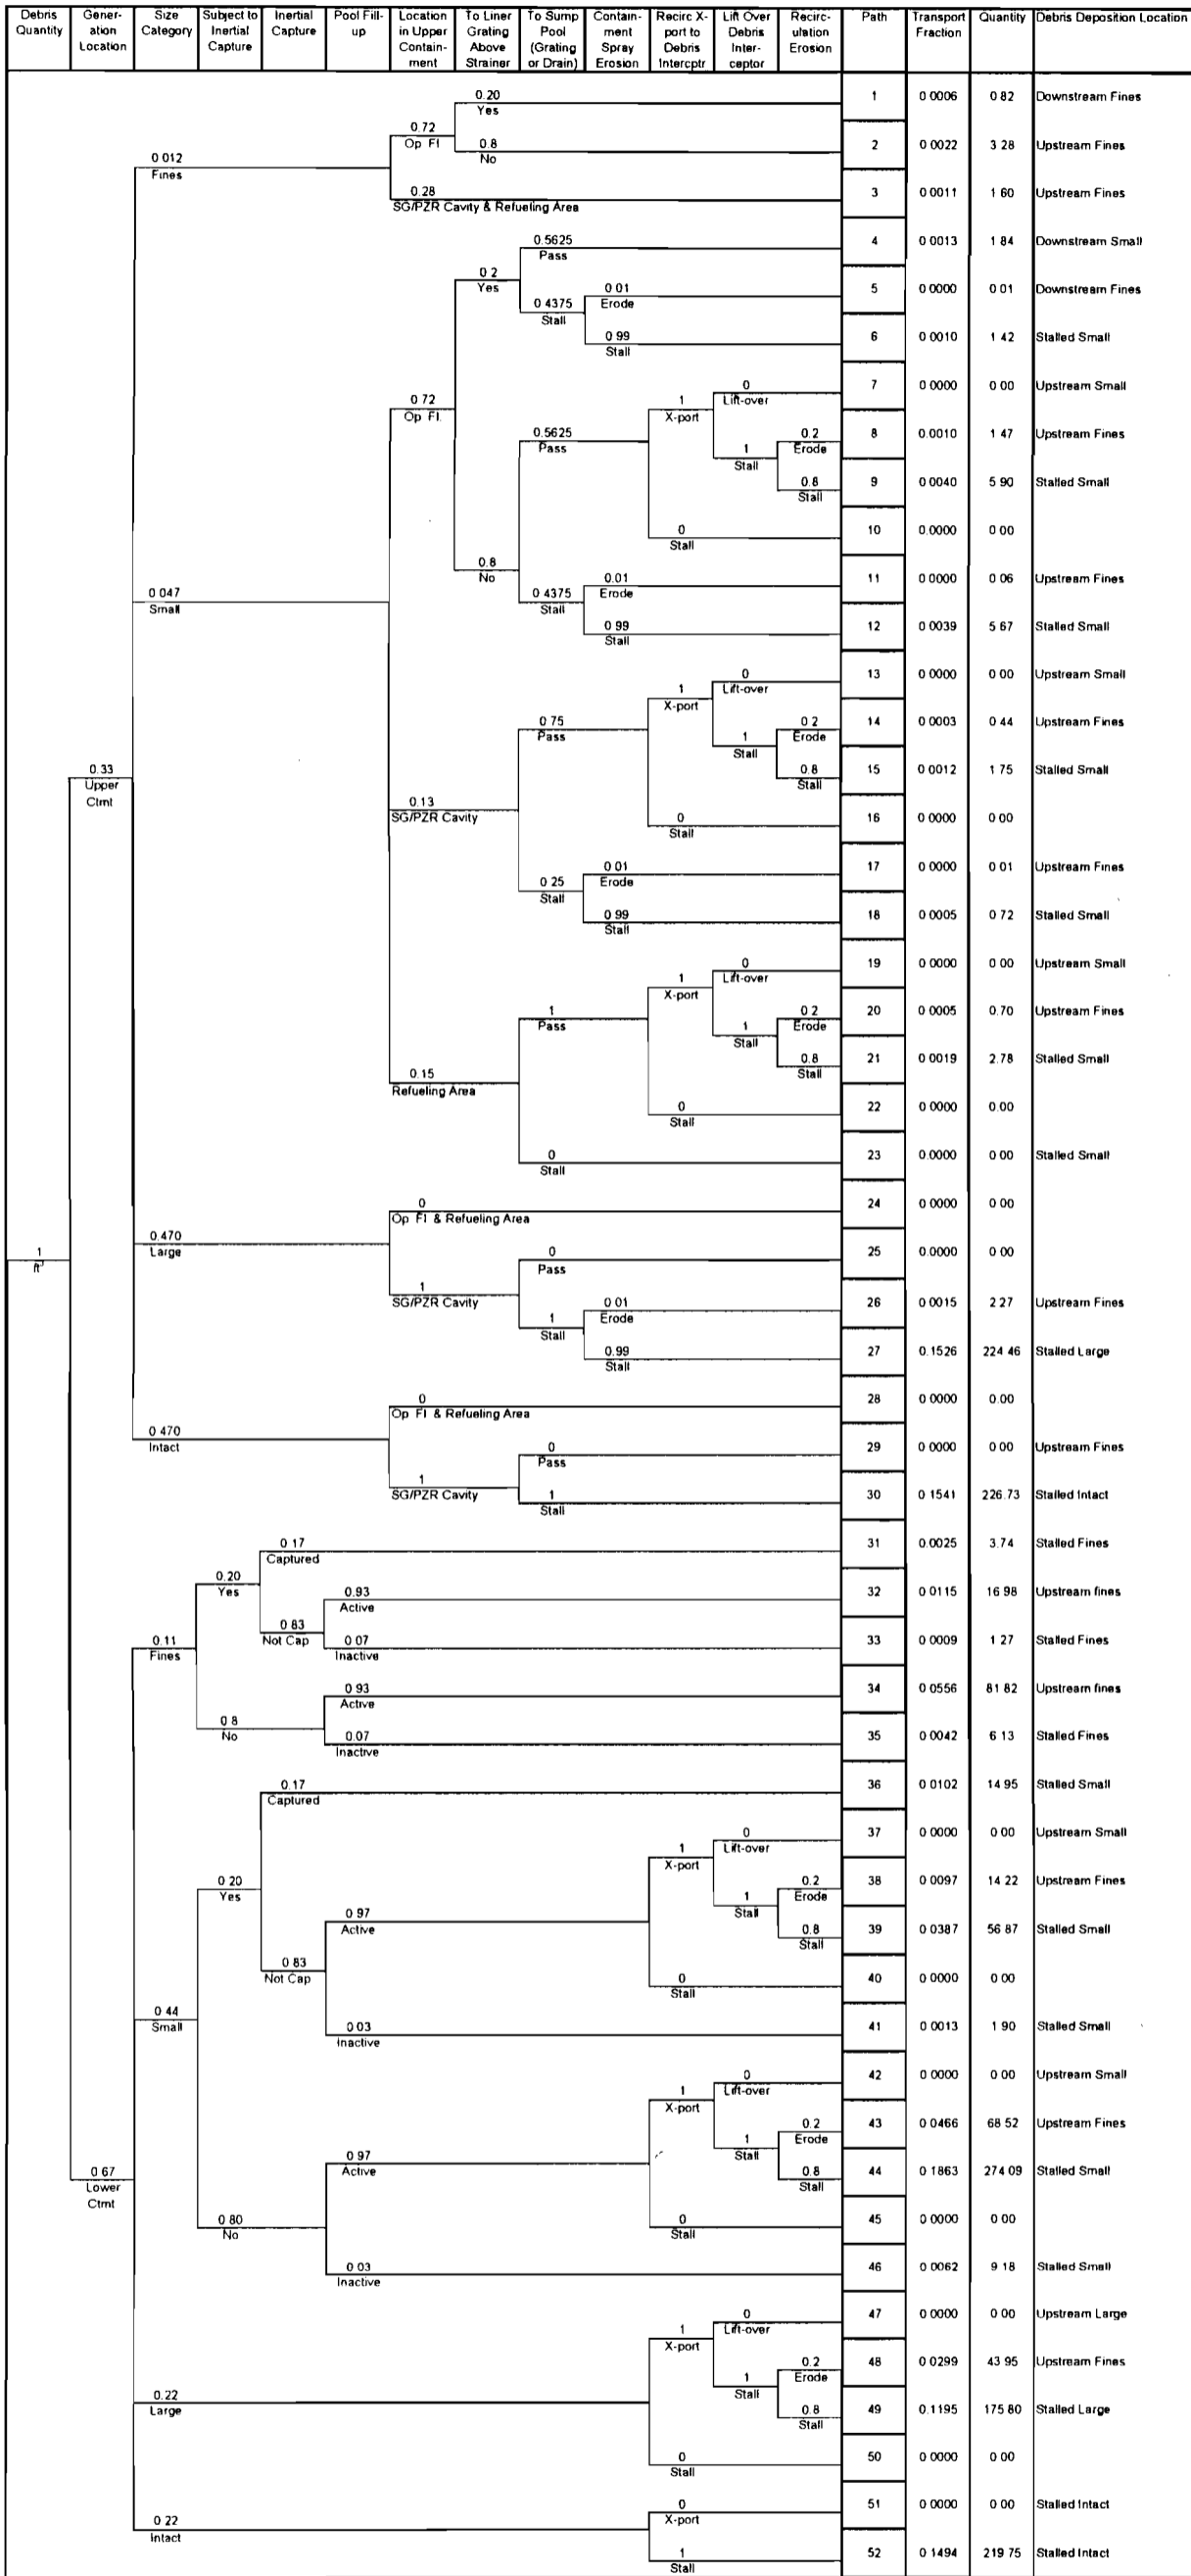 Debris Quantity
Gener-ation Location
Size Category
Subject to Inertial Capture
Inertial Capture
Pool Fill-up
Location in Upper Contain-ment
To Liner Grating Above Strainer
To Sump Pool (Grating or Drain)
Contain-ment Spray Erosion
Recirc X-port to Debris Intercptr
Lift Over Debris Inter-ceptor
Recirc-ulation Erosion
Path
Transport Fraction
Quantity
Debris Deposition Location
0.20
Yes
1 0 0006 0 82 Downstream Fines
0.72
Op Fl
0.8
No
2 0 0022 3 28 Upstream Fines
0 012
Fines
0.28
SG/PZR Cavity & Refueling Area
3 0 0011 1 60 Upstream Fines
0.5625
Pass
4 0 0013 1 84 Downstream Small
0 2
Yes
0 01
Erode
5 0 0000 0 01 Downstream Fines
0 4375
Stall
0 99
Stall
6 0 0010 1 42 Stalled Small
0
Lift-over
7 0 0000 0 00 Upstream Small
0 72
Op Fl.
1
X-port
0.5625
Pass
0.2
Erode
8 0.0010 1 47 Upstream Fines
1
Stall
0.8
Stall
9 0 0040 5 90 Stalled Small
0
Stall
10 0.0000 0 00
0.8
No
0.01
Erode
11 0 0000 0 06 Upstream Fines
0 047
Small
0 4375
Stall
0 99
Stall
12 0 0039 5 67 Stalled Small
0
Lift-over
13 0 0000 0 00 Upstream Small
1
X-port
0 75
Pass
0 2
Erode
14 0 0003 0 44 Upstream Fines
1
Stall
0.33
Upper
Ctmt
0.8
Stall
15 0 0012 1 75 Stalled Small
0.13
SG/PZR Cavity
0
Stall
16 0 0000 0 00
0 01
Erode
17 0 0000 0 01 Upstream Fines
0 25
Stall
0 99
Stall
18 0 0005 0 72 Stalled Small
0
Lift-over
19 0 0000 0 00 Upstream Small
1
X-port
1
Pass
0 2
Erode
20 0 0005 0.70 Upstream Fines
1
Stall
0.8
Stall
21 0 0019 2.78 Stalled Small
0.15
Refueling Area
0
Stall
22 0 0000 0.00
0
Stall
23 0.0000 0 00 Stalled Small
0
Op Fl & Refueling Area
24 0.0000 0 00
0.470
Large
1
ft³
0
Pass
25 0.0000 0 00
1
SG/PZR Cavity
0 01
Erode
26 0 0015 2 27 Upstream Fines
1
Stall
0.99
Stall
27 0.1526 224 46 Stalled Large
0
Op Fl & Refueling Area
28 0.0000 0.00
0 470
Intact
0
Pass
29 0 0000 0 00 Upstream Fines
1
SG/PZR Cavity
1
Stall
30 0 1541 226.73 Stalled Intact
0 17
Captured
31 0.0025 3.74 Stalled Fines
0.20
Yes
0.93
Active
32 0.0115 16 98 Upstream fines
0 83
Not Cap
0.11
Fines
0 07
Inactive
33 0 0009 1 27 Stalled Fines
0 93
Active
34 0 0556 81 82 Upstream fines
0 8
No
0.07
Inactive
35 0 0042 6 13 Stalled Fines
0.17
Captured
36 0 0102 14 95 Stalled Small
0
Lift-over
37 0 0000 0 00 Upstream Small
1
X-port
0 20
Yes
0.2
Erode
38 0 0097 14 22 Upstream Fines
1
Stall
0 97
Active
0.8
Stall
39 0 0387 56 87 Stalled Small
0 83
Not Cap
0
Stall
40 0 0000 0 00
0 44
Small
0 03
Inactive
41 0 0013 1 90 Stalled Small
0
Lift-over
42 0 0000 0 00 Upstream Small
1
X-port
0.2
Erode
43 0 0466 68 52 Upstream Fines
1
Stall
0 97
Active
0 67
Lower
Ctmt
0.8
Stall
44 0 1863 274 09 Stalled Small
0 80
No
0
Stall
45 0 0000 0 00
0 03
Inactive
46 0 0062 9 18 Stalled Small
0
Lift-over
47 0 0000 0 00 Upstream Large
1
X-port
0.2
Erode
48 0 0299 43 95 Upstream Fines
1
Stall
0.22
Large
0.8
Stall
49 0.1195 175 80 Stalled Large
0
Stall
50 0 0000 0 00
0
X-port
51 0 0000 0 00 Stalled Intact
0 22
Intact
1
Stall
52 0 1494 219 75 Stalled Intact